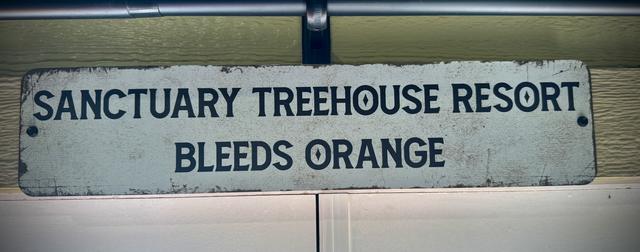 SANCTUARY TREEHOUSE RESORT
BLEEDS ORANGE